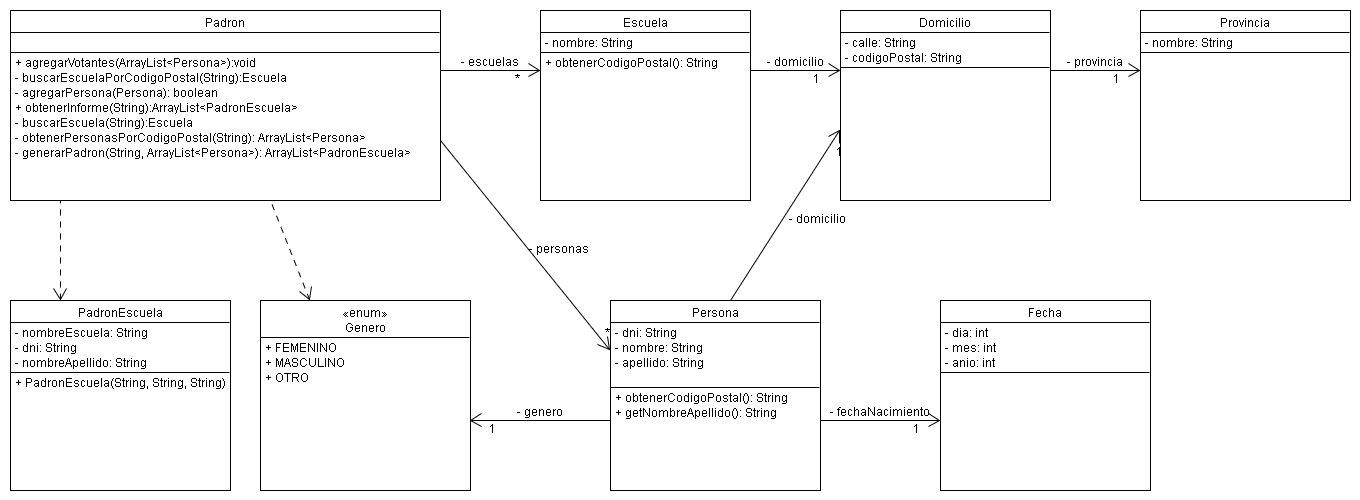 Padron
+ agregarVotantes(ArrayList<Persona>):void
- buscarEscuelaPorCodigoPostal(String):Escuela
- agregarPersona(Persona): boolean
+ obtenerInforme(String):ArrayList<PadronEscuela>
- buscarEscuela(String):Escuela
- obtenerPersonasPorCodigoPostal(String): ArrayList<Persona>
- generarPadron(String, ArrayList<Persona>): ArrayList<PadronEscuela>
- escuelas
*
Escuela
- nombre: String
+ obtenerCodigoPostal(): String
- domicilio
1
Domicilio
- calle: String
- codigoPostal: String
- provincia
1
Provincia
- nombre: String
1
- domicilio
- personas
*
PadronEscuela
- nombreEscuela: String
- dni: String
- nombreApellido: String
+ PadronEscuela(String, String, String)
«enum»
Genero
+ FEMENINO
+ MASCULINO
+ OTRO
- genero
1
Persona
- dni: String
- nombre: String
- apellido: String
+ obtenerCodigoPostal(): String
+ getNombreApellido(): String
- fechaNacimiento
1
Fecha
- dia: int
- mes: int
- anio: int